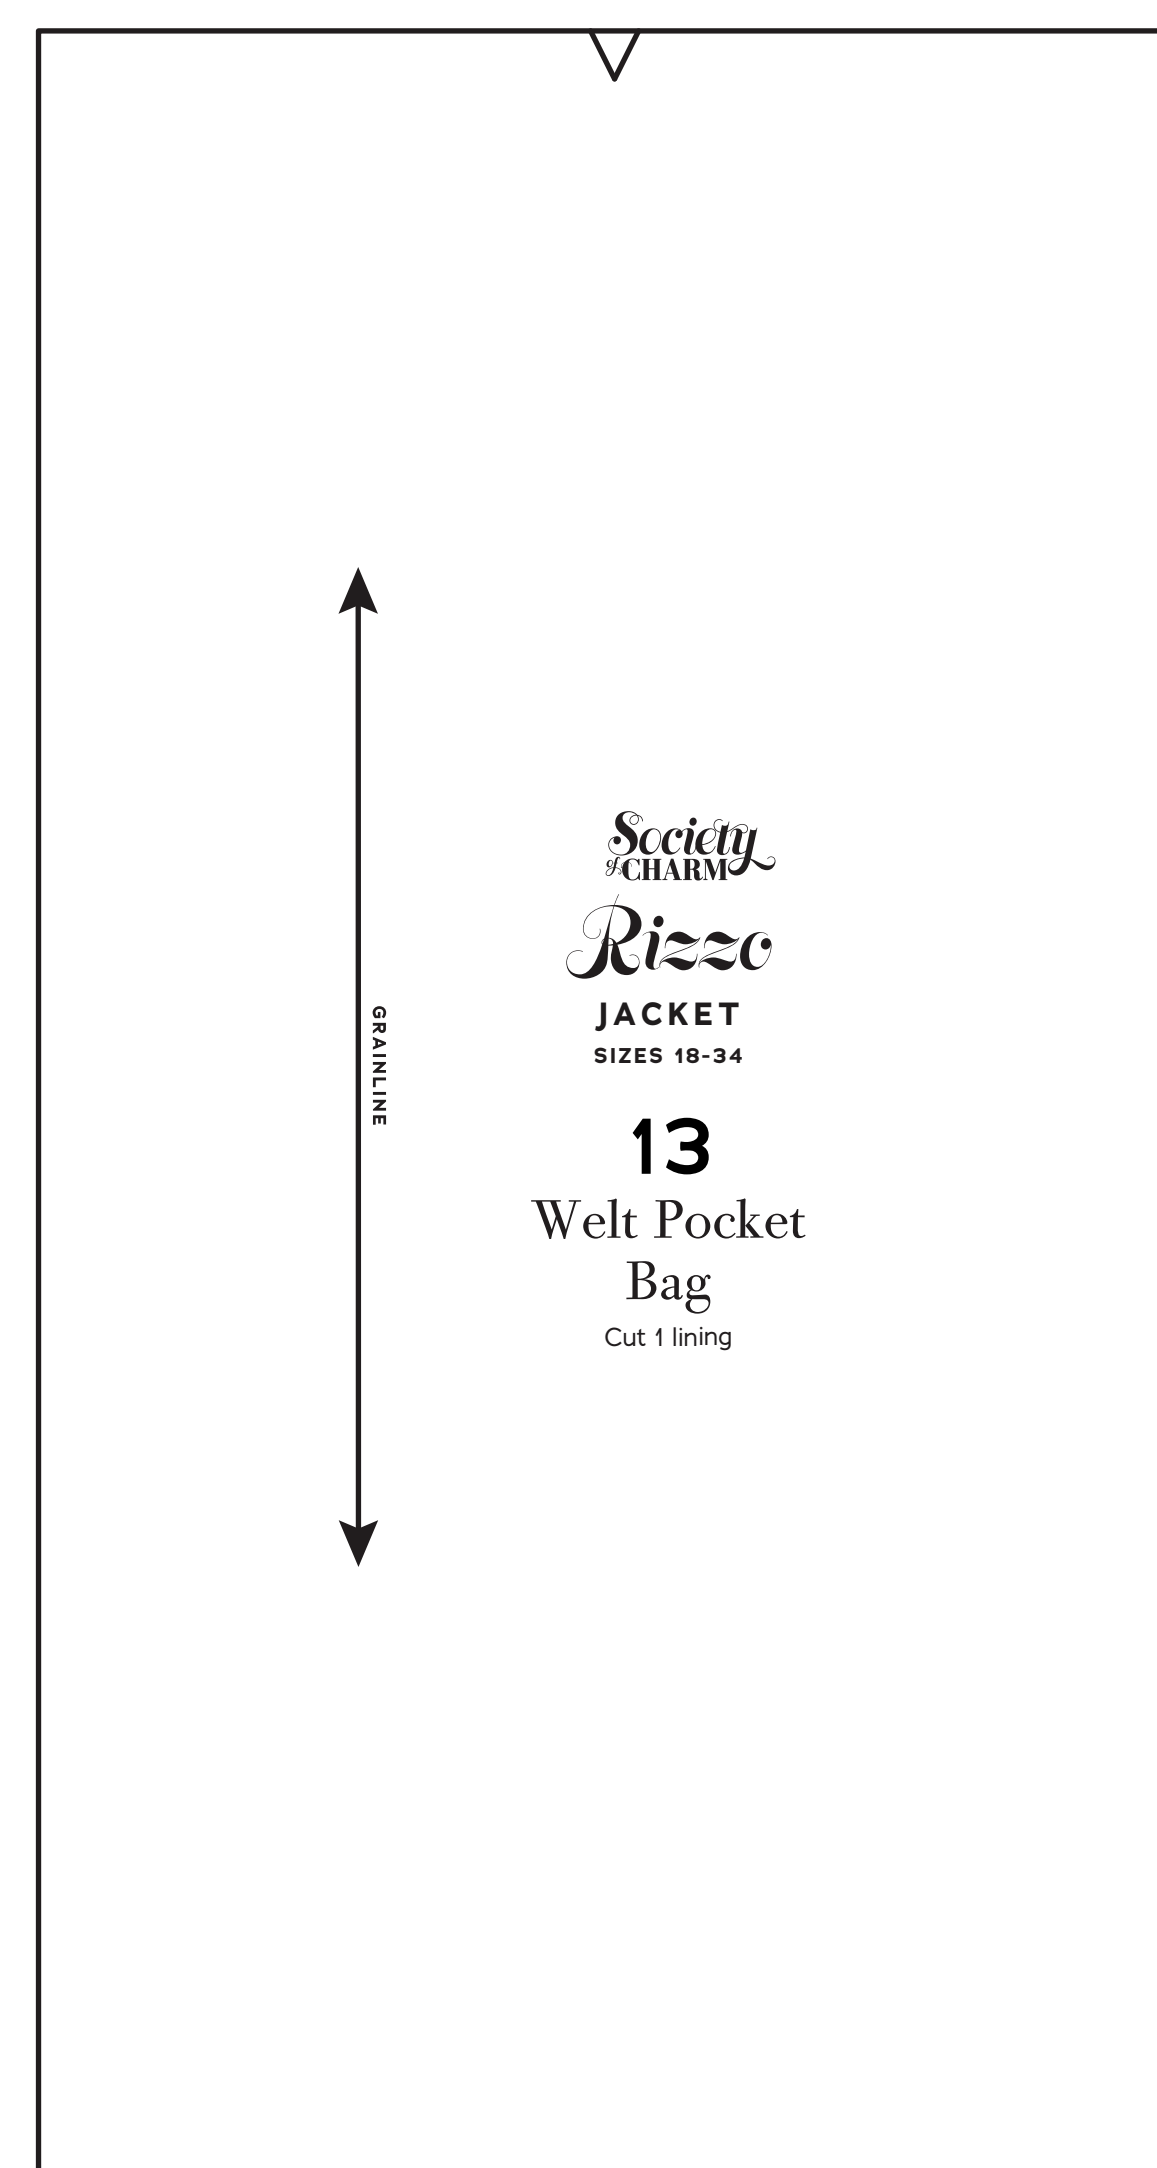 Society
of CHARM
Rizzo
JACKET
SIZES 18-34
GRAINLINE
13
Welt Pocket
Bag
Cut 1 lining